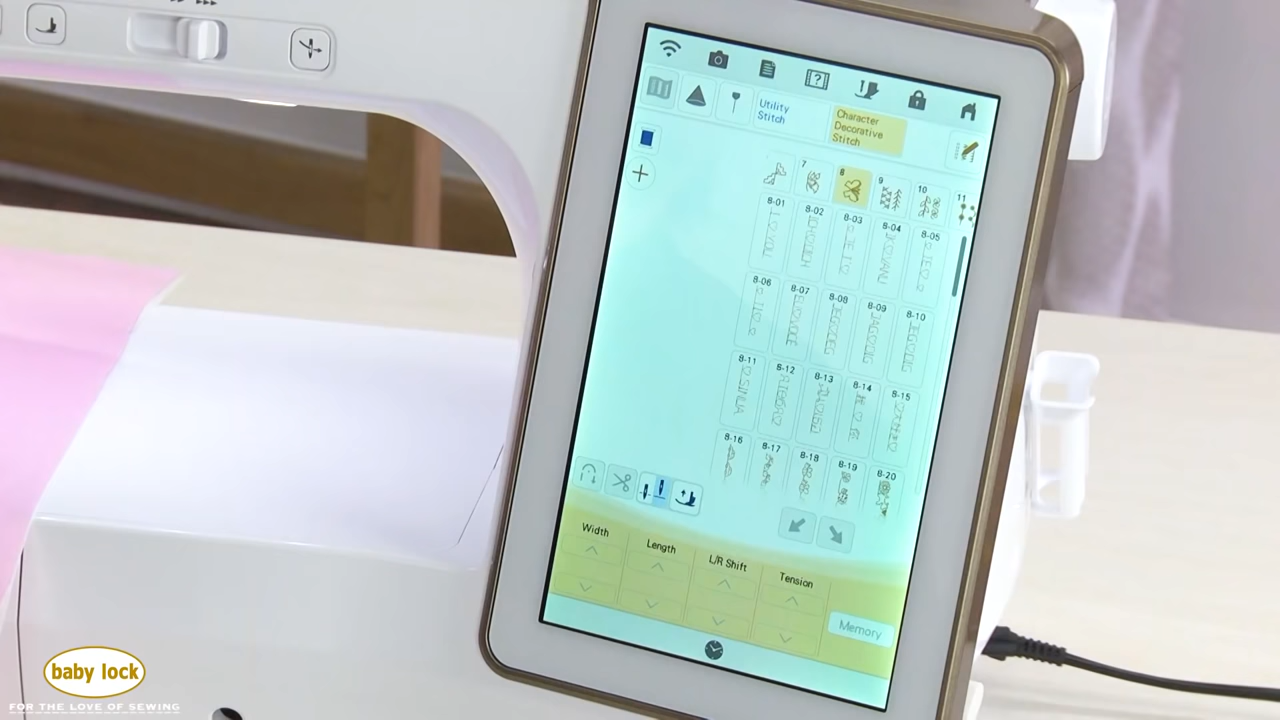 Utility
Stitch
Character
Decorative
Stitch
7
8
9
10
11
8-01
8-02
8-03
8-04
8-05
8-06
8-07
8-08
8-09
8-10
8-11
8-12
8-13
8-14
8-15
8-16
8-17
8-18
8-19
8-20
Width
Length
L/R Shift
Tension
Memory
baby lock
FOR THE LOVE OF SEWING